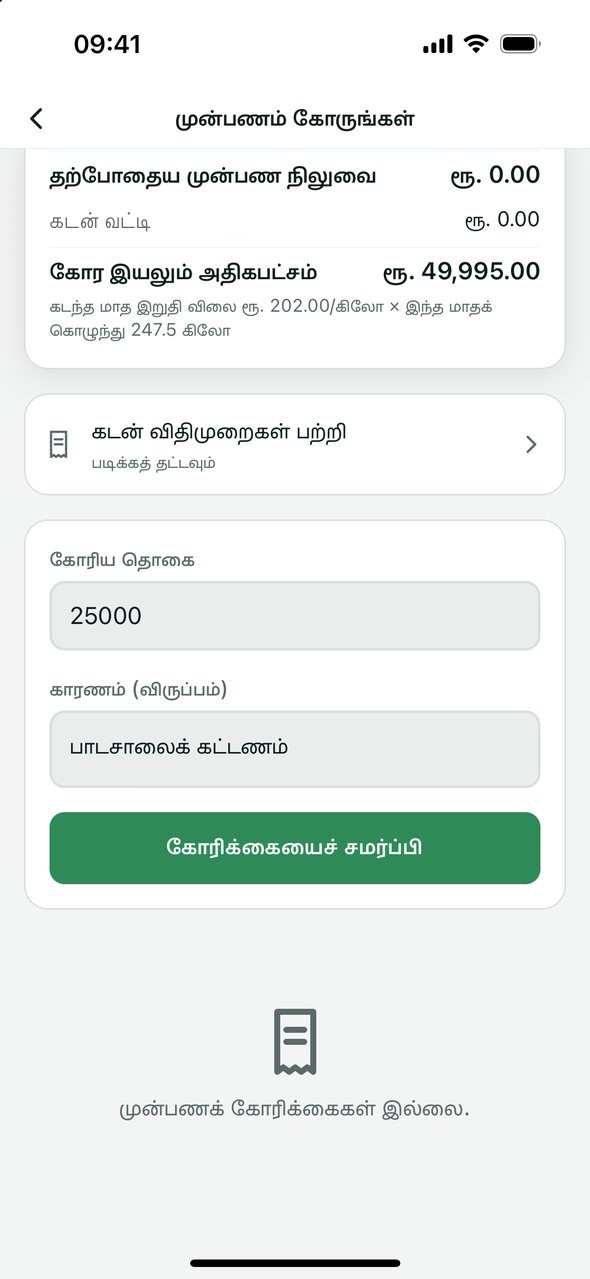 09:41
முன்பணம் கோருங்கள்
தற்போதைய முன்பண நிலுவை ரூ. 0.00
கடன் வட்டி ரூ. 0.00
கோர இயலும் அதிகபட்சம் ரூ. 49,995.00
கடந்த மாத இறுதி விலை ரூ. 202.00/கிலோ × இந்த மாதக்
கொழுந்து 247.5 கிலோ
கடன் விதிமுறைகள் பற்றி
படிக்கத் தட்டவும்
கோரிய தொகை
25000
காரணம் (விருப்பம்)
பாடசாலைக் கட்டணம்
கோரிக்கையைச் சமர்ப்பி
முன்பணக் கோரிக்கைகள் இல்லை.